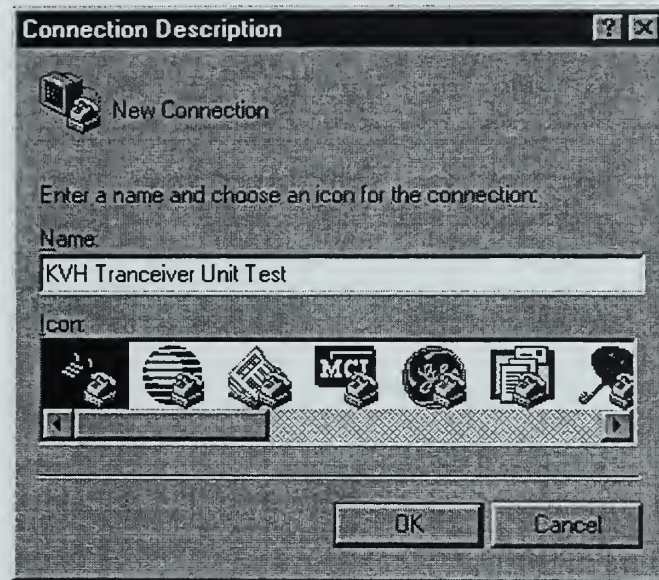 Connection Description
New Connection
Enter a name and choose an icon for the connection:
Name:
KVH Tranceiver Unit Test
Icon:
MCI
OK Cancel